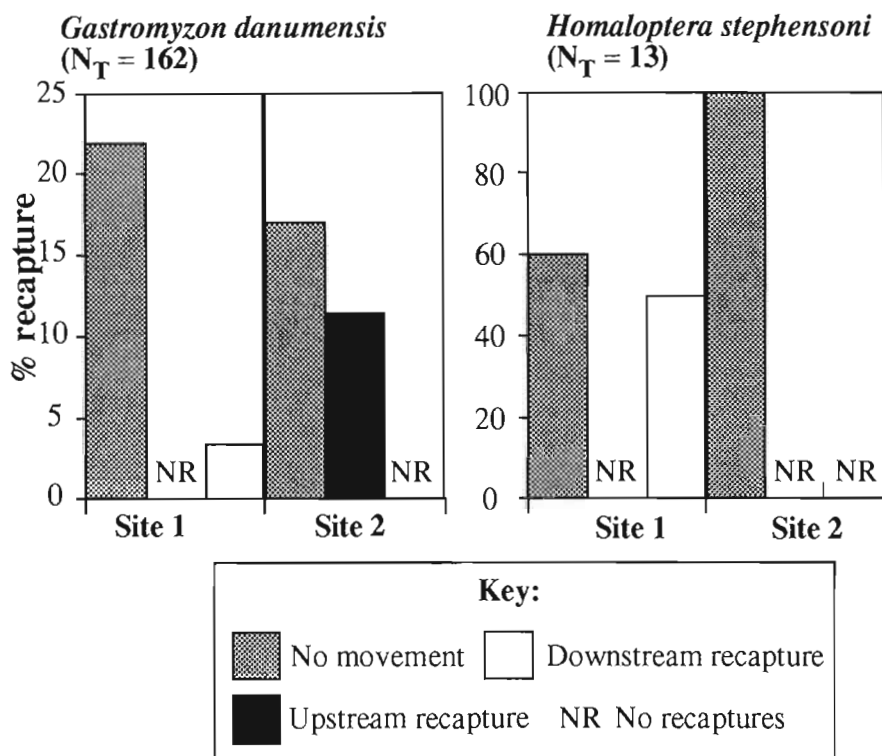 Gastromyzon danumensis
(N_T = 162)
Homaloptera stephensoni
(N_T = 13)
% recapture
25
20
15
10
5
0
NR
NR
Site 1
Site 2
100
80
60
40
20
0
NR
NR
NR
Site 1
Site 2
Key:
No movement
Downstream recapture
Upstream recapture
NR No recaptures